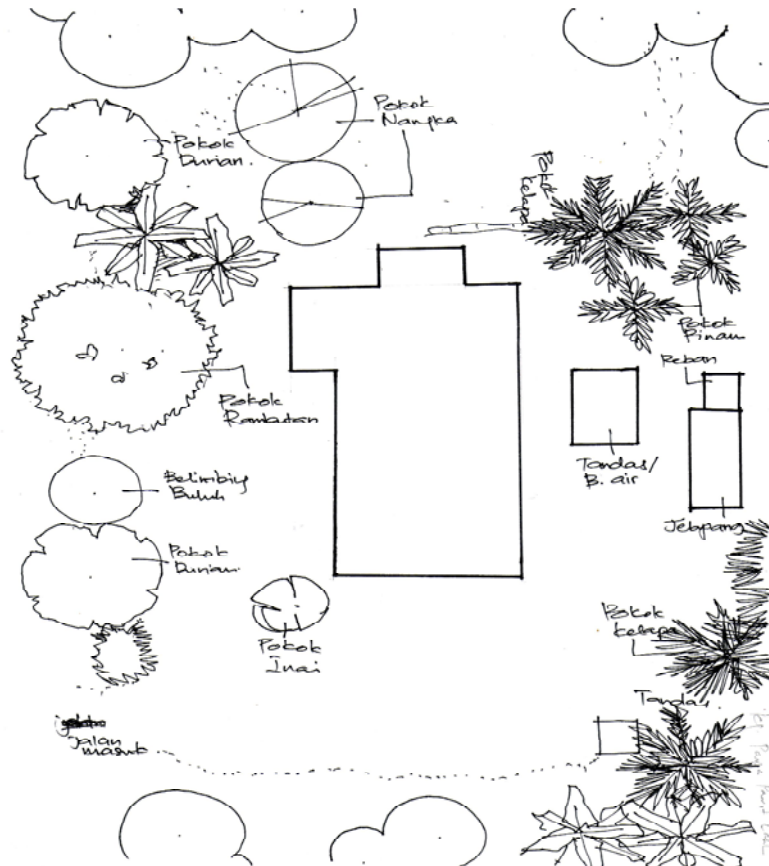 Pokok
Nangka
Pokok
Durian.
Pokok
Kelapa
Pokok
Pinan
Reban
Pokok
Rambutan
Tandas/
B. air
Belimbing
Buluh
Jelapang
Pokok
Durian
Pokok
Inai
Pokok
Kelapa
Tandas
jalan
masuk